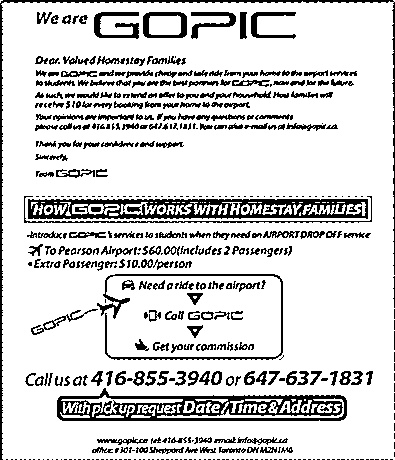 We are GOPIC
Dear. Valued Homestay Families
We are GOPIC and we provide cheap and safe ride from your home to the airport services
to students. We believe that you are the best partners for GOPIC, now and for the future.
As such, we would like to extend an offer to you and your household. Host families will
receive $10 for every booking from your home to the airport.
Your opinions are important to us. If you have any questions or comments
please call us at 416.855.3940 or 647.637.1831. You can also e-mail us at info@gopic.ca.
Thank you for your confidence and support.
Sincerely,
Team GOPIC
HOW GOPIC WORKS WITH HOMESTAY FAMILIES
-Introduce GOPIC's services to students when they need an AIRPORT DROP OFF service
To Pearson Airport: $60.00(Includes 2 Passengers)
• Extra Passenger: $10.00/person
Need a ride to the airport?
GOPIC
Call GOPIC
Get your commission
Call us at 416-855-3940 or 647-637-1831
With pick up request Date/Time & Address
www.gopic.ca tel: 416-855-3940 email: info@gopic.ca
office: #301-100 Sheppard Ave West Toronto ON M2N1M6